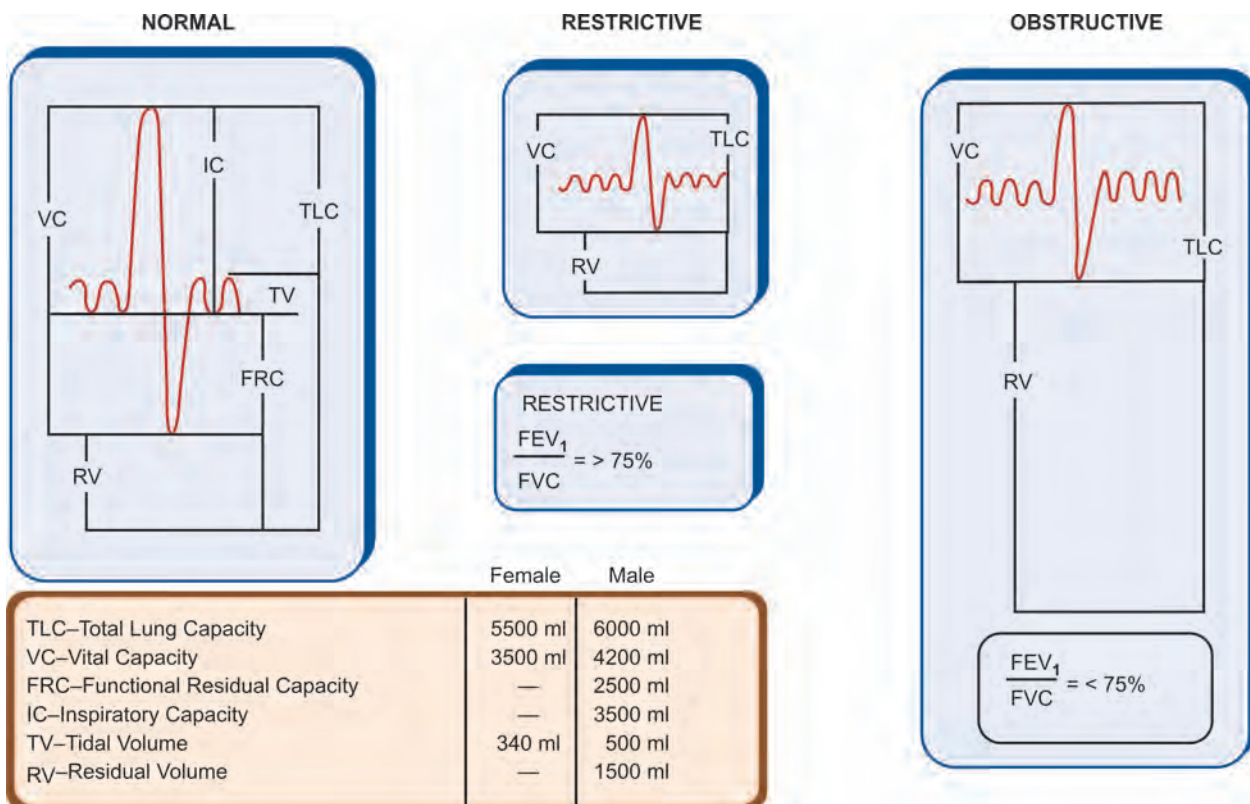 NORMAL
RESTRICTIVE
OBSTRUCTIVE
VC
IC
TLC
TV
FRC
RV
VC
TLC
RV
RESTRICTIVE
FEV1
= > 75%
FVC
VC
TLC
RV
FEV1
= < 75%
FVC
Female Male
TLC–Total Lung Capacity 5500 ml 6000 ml
VC–Vital Capacity 3500 ml 4200 ml
FRC–Functional Residual Capacity — 2500 ml
IC–Inspiratory Capacity — 3500 ml
TV–Tidal Volume 340 ml 500 ml
RV–Residual Volume — 1500 ml